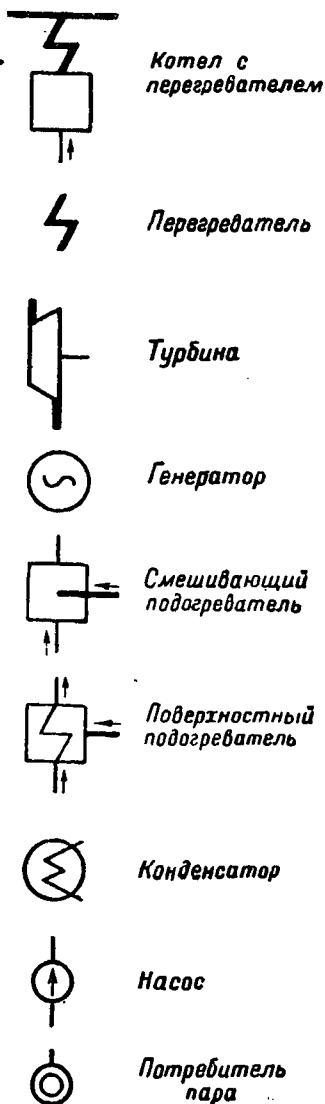 Котел с
перегревателем
Перегреватель
Турбина
Генератор
Смешивающий
подогреватель
Поверхностный
подогреватель
Конденсатор
Насос
Потребитель
пара